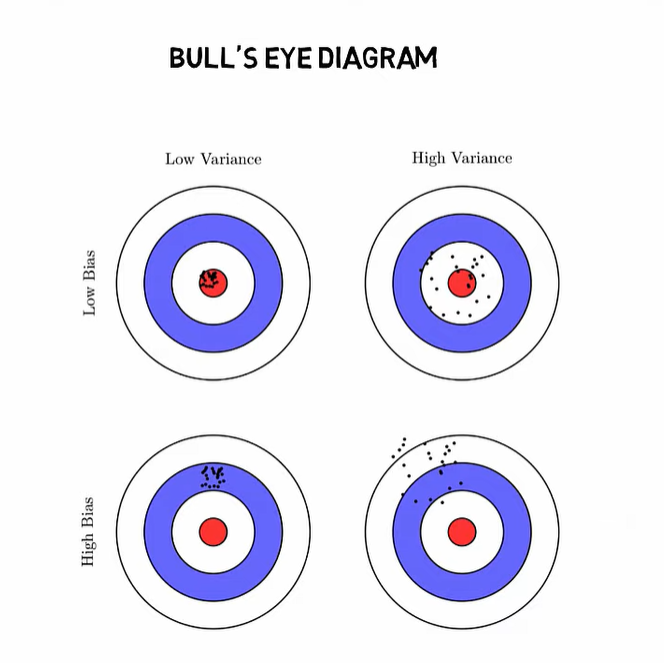 BULL'S EYE DIAGRAM
Low Variance
High Variance
Low Bias
High Bias